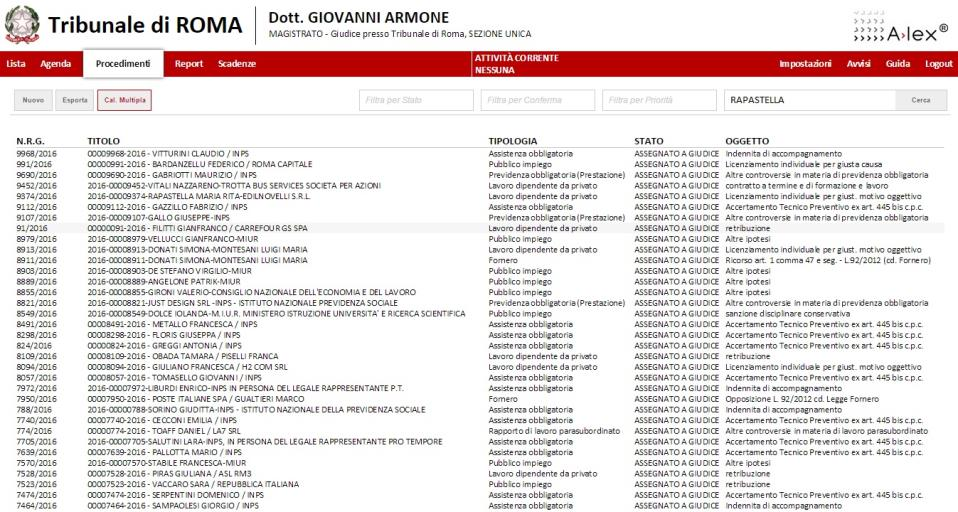 Tribunale di ROMA
Dott. GIOVANNI ARMONE
MAGISTRATO - Giudice presso Tribunale di Roma, SEZIONE UNICA
A›lex®
Lista Agenda Procedimenti Report Scadenze ATTIVITÀ CORRENTE NESSUNA Impostazioni Avvisi Guida Logout
Nuovo Esporta Cal. Multipla Filtra per Stato Filtra per Conferma Filtra per Priorità RAPASTELLA Cerca
N.R.G. TITOLO TIPOLOGIA STATO OGGETTO
9968/2016 00009968-2016 - VITTURINI CLAUDIO / INPS Assistenza obbligatoria ASSEGNATO A GIUDICE Indennita di accompagnamento
991/2016 00000991-2016 - BARDANZELLU FEDERICO / ROMA CAPITALE Pubblico impiego ASSEGNATO A GIUDICE Licenziamento individuale per giusta causa
9690/2016 00009690-2016 - GABRIOTTI MAURIZIO / INPS Previdenza obbligatoria (Prestazione) ASSEGNATO A GIUDICE Altre controversie in materia di previdenza obbligatoria
9452/2016 2016-00009452-VITALI NAZZARENO-TROTTA BUS SERVICES SOCIETA PER AZIONI Lavoro dipendente da privato ASSEGNATO A GIUDICE contratto a termine e di formazione e lavoro
9374/2016 2016-00009374-RAPASTELLA MARIA RITA-EDILNOVELLI S.R.L. Lavoro dipendente da privato ASSEGNATO A GIUDICE Licenziamento individuale per giust. motivo oggettivo
9112/2016 00009112-2016 - GAZZILLO FABRIZIO / INPS Assistenza obbligatoria ASSEGNATO A GIUDICE Accertamento Tecnico Preventivo ex art. 445 bis c.p.c.
9107/2016 2016-00009107-GALLO GIUSEPPE-INPS Previdenza obbligatoria (Prestazione) ASSEGNATO A GIUDICE Altre controversie in materia di previdenza obbligatoria
91/2016 00000091-2016 - FILITTI GIANFRANCO / CARREFOUR GS SPA Lavoro dipendente da privato ASSEGNATO A GIUDICE retribuzione
8979/2016 2016-00008979-VELLUCCI GIANFRANCO-MIUR Pubblico impiego ASSEGNATO A GIUDICE Altre ipotesi
8913/2016 2016-00008913-DONATI SIMONA-MONTESANI LUIGI MARIA Lavoro dipendente da privato ASSEGNATO A GIUDICE Licenziamento individuale per giust. motivo oggettivo
8911/2016 2016-00008911-DONATI SIMONA-MONTESANI LUIGI MARIA Fornero ASSEGNATO A GIUDICE Ricorso art. 1 comma 47 e seg. - L.92/2012 (cd. Fornero)
8903/2016 2016-00008903-DE STEFANO VIRGILIO-MIUR Pubblico impiego ASSEGNATO A GIUDICE Altre ipotesi
8889/2016 2016-00008889-ANGELONE PATRIK-MIUR Pubblico impiego ASSEGNATO A GIUDICE Altre ipotesi
8855/2016 2016-00008855-GIRONI VALERIO-CONSIGLIO NAZIONALE DELL'ECONOMIA E DEL LAVORO Pubblico impiego ASSEGNATO A GIUDICE Altre ipotesi
8821/2016 2016-00008821-JUST DESIGN SRL-INPS - ISTITUTO NAZIONALE PREVIDENZA SOCIALE Previdenza obbligatoria (Prestazione) ASSEGNATO A GIUDICE Altre controversie in materia di previdenza obbligatoria
8549/2016 2016-00008549-DOLCE IOLANDA-M.I.U.R. MINISTERO ISTRUZIONE UNIVERSITA' E RICERCA SCIENTIFICA Pubblico impiego ASSEGNATO A GIUDICE sanzione disciplinare conservativa
8491/2016 00008491-2016 - METALLO FRANCESCA / INPS Assistenza obbligatoria ASSEGNATO A GIUDICE Accertamento Tecnico Preventivo ex art. 445 bis c.p.c.
8298/2016 00008298-2016 - FLORIS GIUSEPPA / INPS Assistenza obbligatoria ASSEGNATO A GIUDICE Accertamento Tecnico Preventivo ex art. 445 bis c.p.c.
824/2016 00000824-2016 - GREGGI ANTONIA / INPS Assistenza obbligatoria ASSEGNATO A GIUDICE Accertamento Tecnico Preventivo ex art. 445 bis c.p.c.
8109/2016 00008109-2016 - OBADA TAMARA / PISELLI FRANCA Lavoro dipendente da privato ASSEGNATO A GIUDICE retribuzione
8094/2016 00008094-2016 - GIULIANO FRANCESCA / H2 COM SRL Lavoro dipendente da privato ASSEGNATO A GIUDICE Licenziamento individuale per giust. motivo oggettivo
8057/2016 00008057-2016 - TOMASELLO GIOVANNI / INPS Assistenza obbligatoria ASSEGNATO A GIUDICE Accertamento Tecnico Preventivo ex art. 445 bis c.p.c.
7972/2016 2016-00007972-LIBURDI ENRICO-INPS IN PERSONA DEL LEGALE RAPPRESENTANTE P.T. Assistenza obbligatoria ASSEGNATO A GIUDICE Indennita di accompagnamento
7950/2016 00007950-2016 - POSTE ITALIANE SPA / GUALTIERI MARCO Fornero ASSEGNATO A GIUDICE Opposizione L. 92/2012 cd. Legge Fornero
788/2016 2016-00000788-SORINO GIUDITTA-INPS - ISTITUTO NAZIONALE DELLA PREVIDENZA SOCIALE Assistenza obbligatoria ASSEGNATO A GIUDICE Indennita di accompagnamento
7740/2016 00007740-2016 - CECCONI EMILIA / INPS Assistenza obbligatoria ASSEGNATO A GIUDICE Accertamento Tecnico Preventivo ex art. 445 bis c.p.c.
774/2016 00000774-2016 - TOAFF DANIEL / LA7 SRL Rapporto di lavoro parasubordinato ASSEGNATO A GIUDICE Altre controversie in materia di lavoro parasubordinato
7705/2016 2016-00007705-SALUTINI LARA-INPS, IN PERSONA DEL LEGALE RAPPRESENTANTE PRO TEMPORE Assistenza obbligatoria ASSEGNATO A GIUDICE Accertamento Tecnico Preventivo ex art. 445 bis c.p.c.
7639/2016 00007639-2016 - PALLOTTA MARIO / INPS Assistenza obbligatoria ASSEGNATO A GIUDICE Accertamento Tecnico Preventivo ex art. 445 bis c.p.c.
7570/2016 2016-00007570-STABILE FRANCESCA-MIUR Pubblico impiego ASSEGNATO A GIUDICE Altre ipotesi
7528/2016 00007528-2016 - PIRAS GIULIANA / ASL RM3 Lavoro dipendente da privato ASSEGNATO A GIUDICE retribuzione
7523/2016 00007523-2016 - VACCARO SARA / REPUBBLICA ITALIANA Pubblico impiego ASSEGNATO A GIUDICE retribuzione
7474/2016 00007474-2016 - SERPENTINI DOMENICO / INPS Assistenza obbligatoria ASSEGNATO A GIUDICE Accertamento Tecnico Preventivo ex art. 445 bis c.p.c.
7464/2016 00007464-2016 - SAMPAOLESI GIORGIO / INPS Assistenza obbligatoria ASSEGNATO A GIUDICE Indennita di accompagnamento